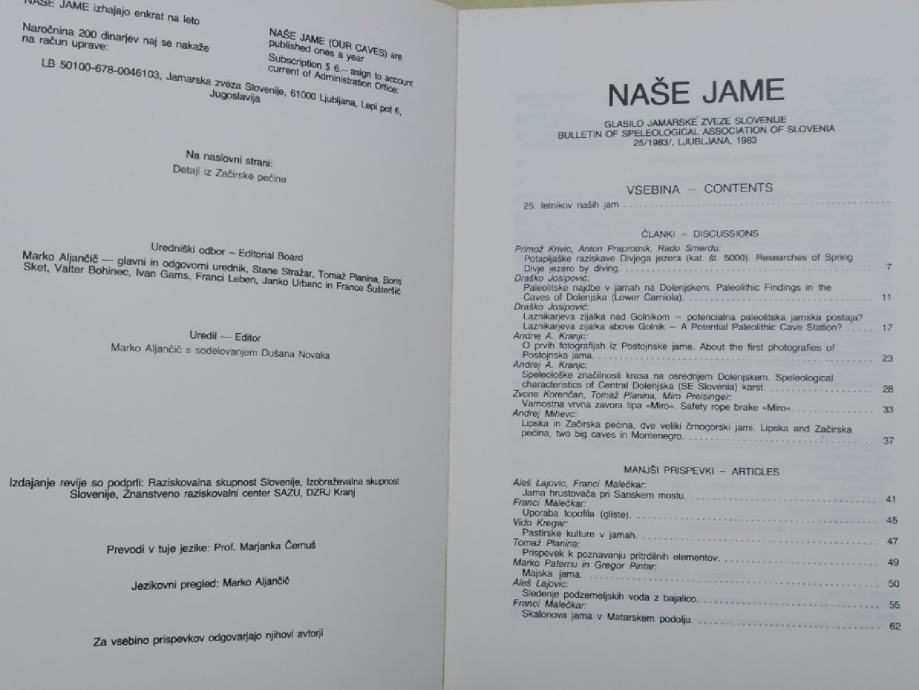 NAŠE JAME izhajajo enkrat na leto
Naročnina 200 dinarjev naj se nakaže
na račun uprave:
NAŠE JAME (OUR CAVES) are
published ones a year
Subscription $ 6.– asign to account
current of Administration Office:
LB 50100-678-0046103, Jamarska zveza Slovenije, 61000 Ljubljana, Lepi pot 6,
Jugoslavija
Na naslovni strani:
Detajl iz Začirske pećine
Uredniški odbor – Editorial Board
Marko Aljančič – glavni in odgovorni urednik, Stane Stražar, Tomaž Planina, Boris
Sket, Valter Bohinec, Ivan Gams, Franci Leben, Janko Urbanc in France Šušteršič
Uredil — Editor
Marko Aljančič s sodelovanjem Dušana Novaka
Izdajanje revije so podprli: Raziskovalna skupnost Slovenije, Izobraževalna skupnost
Slovenije, Znanstveno raziskovalni center SAZU, DZRJ Kranj
Prevodi v tuje jezike: Prof. Marjanka Černuš
Jezikovni pregled: Marko Aljančič
Za vsebino prispevkov odgovarjajo njihovi avtorji
NAŠE JAME
GLASILO JAMARSKE ZVEZE SLOVENIJE
BULLETIN OF SPELEOLOGICAL ASSOCIATION OF SLOVENIA
25/1983/, LJUBLJANA, 1983
VSEBINA – CONTENTS
25. letnikov naših jam
ČLANKI – DISCUSSIONS
Primož Krivic, Anton Praprotnik, Rado Smerdu:
Potapljaške raziskave Divjega jezera (kat. št. 5000). Researches of Spring
Divje jezero by diving. 7
Draško Josipovič:
Paleolitske najdbe v jamah na Dolenjskem. Paleolithic Findings in the
Caves of Dolenjska (Lower Carniola). 11
Draško Josipovič:
Laznikarjeva zijalka nad Golnikom – potencialna paleolitska jamska postaja?
Laznikarjeva zijalka above Golnik – A Potential Paleolithic Cave Station? 17
Andrej A. Kranjc:
O prvih fotografijah iz Postojnske jame. About the first photografies of
Postojnska jama. 23
Andrej A. Kranjc:
Speleološke značilnosti krasa na osrednjem Dolenjskem. Speleological
characteristics of Central Dolenjska (SE Slovenia) karst. 28
Zvone Korenčan, Tomaž Planina, Miro Preisinger:
Varnostna vrvna zavora tipa »Miro«. Safety rope brake »Miro«. 33
Andrej Mihevc:
Lipska in Začirska pećina, dve veliki črnogorski jami. Lipska and Začirska
pećina, two big caves in Montenegro. 37
MANJŠI PRISPEVKI – ARTICLES
Aleš Lajovic, Franci Malečkar:
Jama hrustovača pri Sanskem mostu. 41
Franci Malečkar:
Uporaba topofila (gliste). 45
Vido Kregar:
Pastirske kulture v jamah. 47
Tomaž Planina:
Prispevek k poznavanju pritrdilnih elementov. 49
Marko Paternu in Gregor Pintar:
Majska jama. 50
Aleš Lajovic:
Sledenje podzemeljskih voda z bajalico. 55
Franci Malečkar:
Skalonova jama v Matarskem podolju. 62